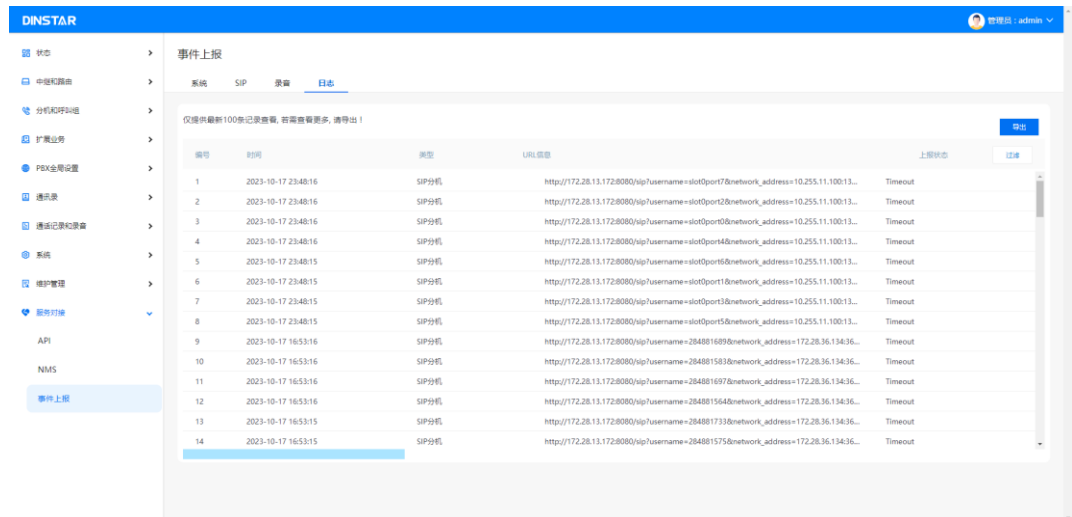 DINSTAR
管理员 : admin
状态
中继和路由
分机和呼叫组
扩展业务
PBX全局设置
通讯录
通话记录和录音
系统
维护管理
服务对接
API
NMS
事件上报
事件上报
系统 SIP 录音 日志
仅提供最新100条记录查看, 若需查看更多, 请导出！
导出
编号 时间 类型 URL信息 上报状态 过滤
1 2023-10-17 23:48:16 SIP分机 http://172.28.13.172:8080/sip?username=slot0port7&network_address=10.255.11.100:13... Timeout
2 2023-10-17 23:48:16 SIP分机 http://172.28.13.172:8080/sip?username=slot0port2&network_address=10.255.11.100:13... Timeout
3 2023-10-17 23:48:16 SIP分机 http://172.28.13.172:8080/sip?username=slot0port0&network_address=10.255.11.100:13... Timeout
4 2023-10-17 23:48:16 SIP分机 http://172.28.13.172:8080/sip?username=slot0port4&network_address=10.255.11.100:13... Timeout
5 2023-10-17 23:48:15 SIP分机 http://172.28.13.172:8080/sip?username=slot0port6&network_address=10.255.11.100:13... Timeout
6 2023-10-17 23:48:15 SIP分机 http://172.28.13.172:8080/sip?username=slot0port1&network_address=10.255.11.100:13... Timeout
7 2023-10-17 23:48:15 SIP分机 http://172.28.13.172:8080/sip?username=slot0port3&network_address=10.255.11.100:13... Timeout
8 2023-10-17 23:48:15 SIP分机 http://172.28.13.172:8080/sip?username=slot0port5&network_address=10.255.11.100:13... Timeout
9 2023-10-17 16:53:16 SIP分机 http://172.28.13.172:8080/sip?username=284881689&network_address=172.28.36.134:36... Timeout
10 2023-10-17 16:53:16 SIP分机 http://172.28.13.172:8080/sip?username=284881583&network_address=172.28.36.134:36... Timeout
11 2023-10-17 16:53:16 SIP分机 http://172.28.13.172:8080/sip?username=284881697&network_address=172.28.36.134:36... Timeout
12 2023-10-17 16:53:16 SIP分机 http://172.28.13.172:8080/sip?username=284881564&network_address=172.28.36.134:36... Timeout
13 2023-10-17 16:53:15 SIP分机 http://172.28.13.172:8080/sip?username=284881733&network_address=172.28.36.134:36... Timeout
14 2023-10-17 16:53:15 SIP分机 http://172.28.13.172:8080/sip?username=284881575&network_address=172.28.36.134:36... Timeout